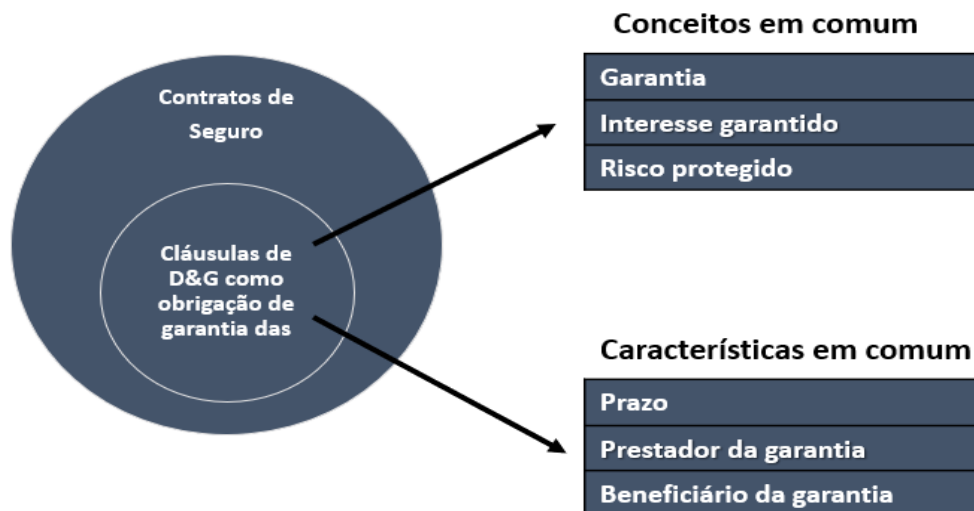 Conceitos em comum
Contratos de
Seguro
Garantia
Interesse garantido
Risco protegido
Cláusulas de
D&G como
obrigação de
garantia das
Características em comum
Prazo
Prestador da garantia
Beneficiário da garantia